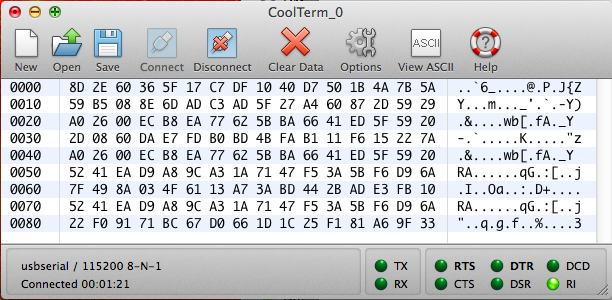 CoolTerm_0
New Open Save Connect Disconnect Clear Data Options ASCII View ASCII Help
0000 8D 2E 60 36 5F 17 C7 DF 10 40 D7 50 1B 4A 7B 5A ..`6_....@.P.J{Z
0010 59 B5 08 8E 6D AD C3 AD 5F 27 A4 60 87 2D 59 29 Y...m..._'.`.-Y)
0020 A0 26 00 EC B8 EA 77 62 5B BA 66 41 ED 5F 59 20 .&....wb[.fA._Y
0030 2D 08 60 DA E7 FD B0 BD 4B FA B1 11 F6 15 22 7A -.`.....K....."z
0040 A0 26 00 EC B8 EA 77 62 5B BA 66 41 ED 5F 59 20 .&....wb[.fA._Y
0050 52 41 EA D9 A8 9C A3 1A 71 47 F5 3A 5B F6 D9 6A RA......qG.:[..j
0060 7F 49 8A 03 4F 61 13 A7 3A BD 44 2B AD E3 FB 10 .I..Oa..:.D+....
0070 52 41 EA D9 A8 9C A3 1A 71 47 F5 3A 5B F6 D9 6A RA......qG.:[..j
0080 22 F0 91 71 BC 67 D0 66 1D 1C 25 F1 81 A6 9F 33 "..q.g.f..%....3
usbserial / 115200 8-N-1
Connected 00:01:21
TX RTS DTR DCD
RX CTS DSR RI